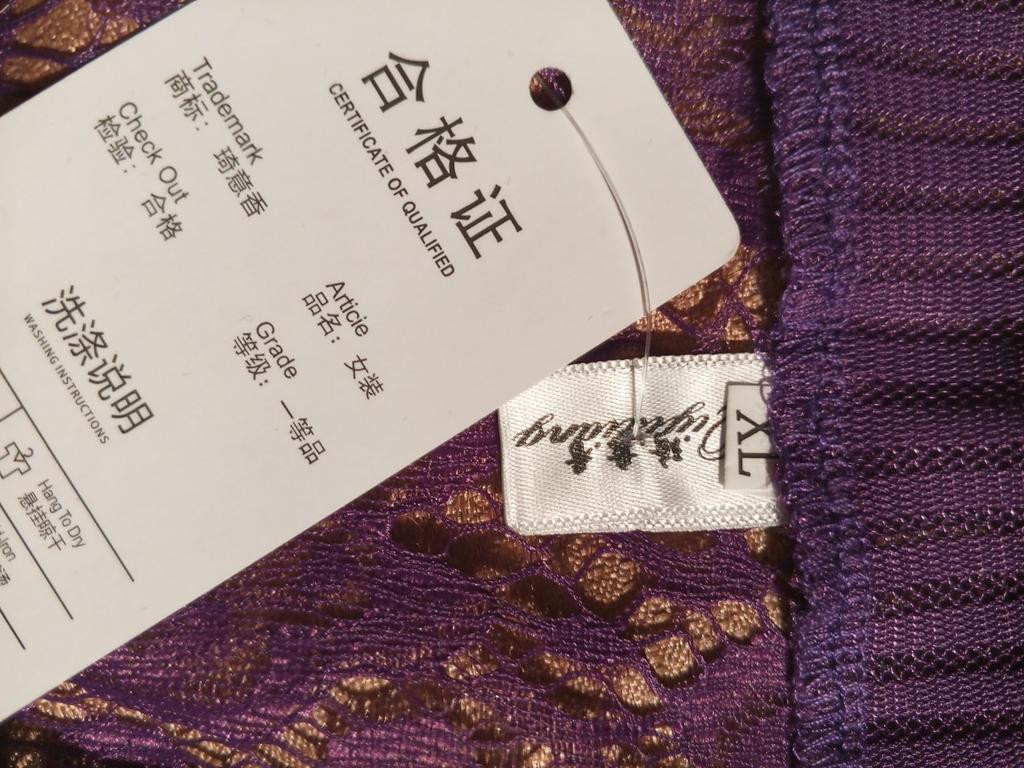 合格证
CERTIFICATE OF QUALIFIED
Trademark
商标： 琦意香
Check Out
检验： 合格
Articie
品名： 女装
Grade
等级： 一等品
洗涤说明
WASHING INSTRUCTIONS
Hang To Dry
悬挂晾干
XL